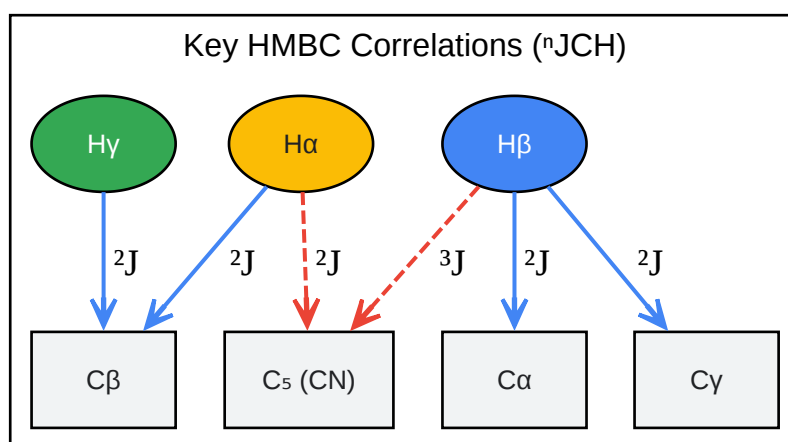 Key HMBC Correlations (ⁿJCH)
Hγ Hα Hβ
²J ²J ²J ³J ²J ²J
Cβ C₅ (CN) Cα Cγ